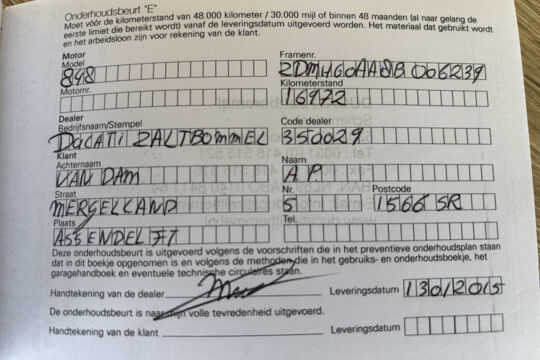 Onderhoudsbeurt "E"
Moet vóór de kilometerstand van 48.000 kilometer / 30.000 mijl of binnen 48 maanden (al naar gelang de
eerste limiet die bereikt wordt) vanaf de leveringsdatum uitgevoerd worden. Het materiaal dat gebruikt wordt
en het arbeidsloon zijn voor rekening van de klant.
Motor
Model
848
Framenr.
ZDMH60AA8B 006239
Motornr.
Kilometerstand
16972
Dealer
Bedrijfsnaam/Stempel
DUCATI ZALTBOMMEL
Code dealer
350029
Klant
Achternaam
VAN DAM
Naam
A P
Straat
MERGELLAND
Nr.
5
Postcode
1566 SR
Plaats
ASSENDELFT
Tel.
Deze onderhoudsbeurt is uitgevoerd volgens de voorschriften die in het preventieve onderhoudsplan staan
dat in dit boekje opgenomen is en volgens de methoden die in het gebruiks- en onderhoudsboekje, het
garagehandboek en eventuele technische circulaires staan.
Handtekening van de dealer
Leveringsdatum
De onderhoudsbeurt is naar mijn volle tevredenheid uitgevoerd.
Handtekening van de klant
Leveringsdatum